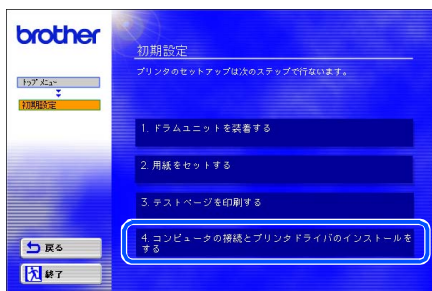 brother
初期設定
プリンタのセットアップは次のステップで行ないます。
トップメニュー
初期設定
1. ドラムユニットを装着する
2. 用紙をセットする
3. テストページを印刷する
4. コンピュータの接続とプリンタドライバのインストールを
する
戻る
終了